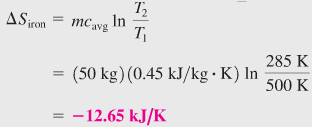 ΔS_iron = mc_avg ln T₂/T₁
= (50 kg)(0.45 kJ/kg · K) ln 285 K/500 K
= −12.65 kJ/K